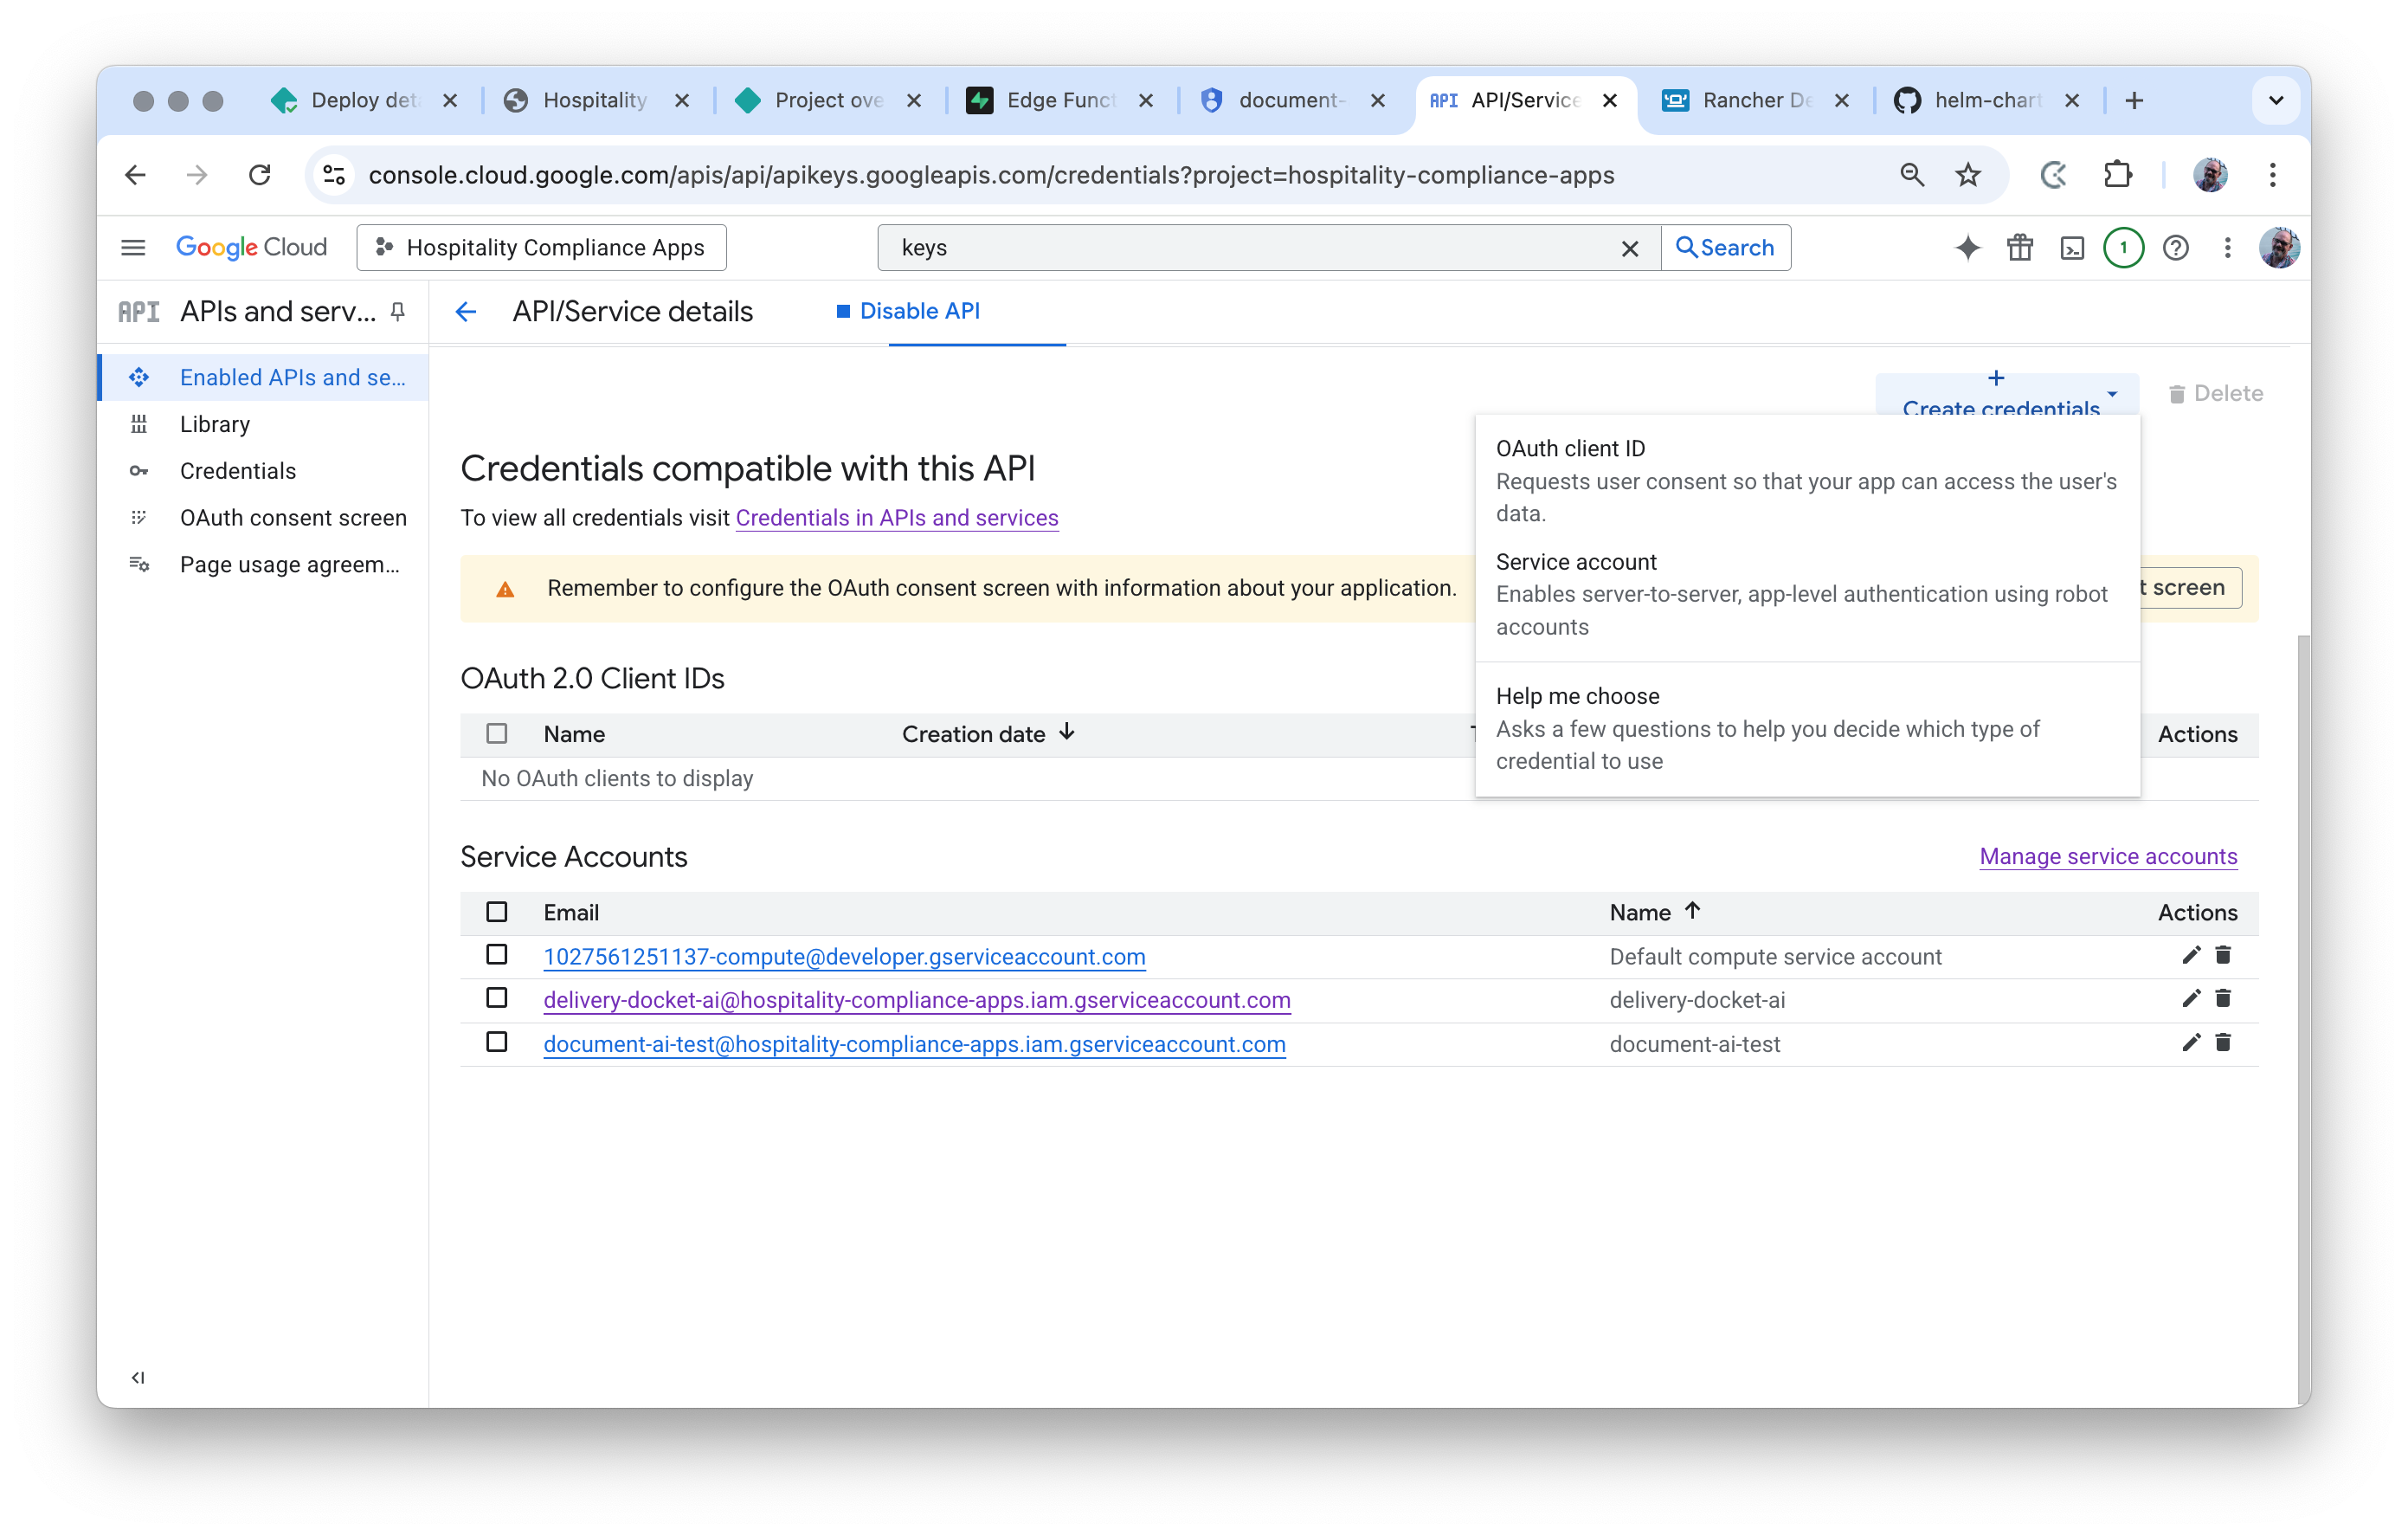 Deploy det
Hospitality
Project ove
Edge Funct
document-
API API/Service
Rancher De
helm-chart
console.cloud.google.com/apis/api/apikeys.googleapis.com/credentials?project=hospitality-compliance-apps
Google Cloud
Hospitality Compliance Apps
keys
Search
1
API APIs and serv...
API/Service details
Disable API
Enabled APIs and se...
Library
Credentials
OAuth consent screen
Page usage agreem...
Create credentials
Delete
OAuth client ID
Requests user consent so that your app can access the user's
data.
Service account
Enables server-to-server, app-level authentication using robot
accounts
Help me choose
Asks a few questions to help you decide which type of
credential to use
Credentials compatible with this API
To view all credentials visit Credentials in APIs and services
Remember to configure the OAuth consent screen with information about your application.
t screen
OAuth 2.0 Client IDs
Name Creation date Actions
No OAuth clients to display
Service Accounts
Manage service accounts
Email Name Actions
1027561251137-compute@developer.gserviceaccount.com Default compute service account
delivery-docket-ai@hospitality-compliance-apps.iam.gserviceaccount.com delivery-docket-ai
document-ai-test@hospitality-compliance-apps.iam.gserviceaccount.com document-ai-test